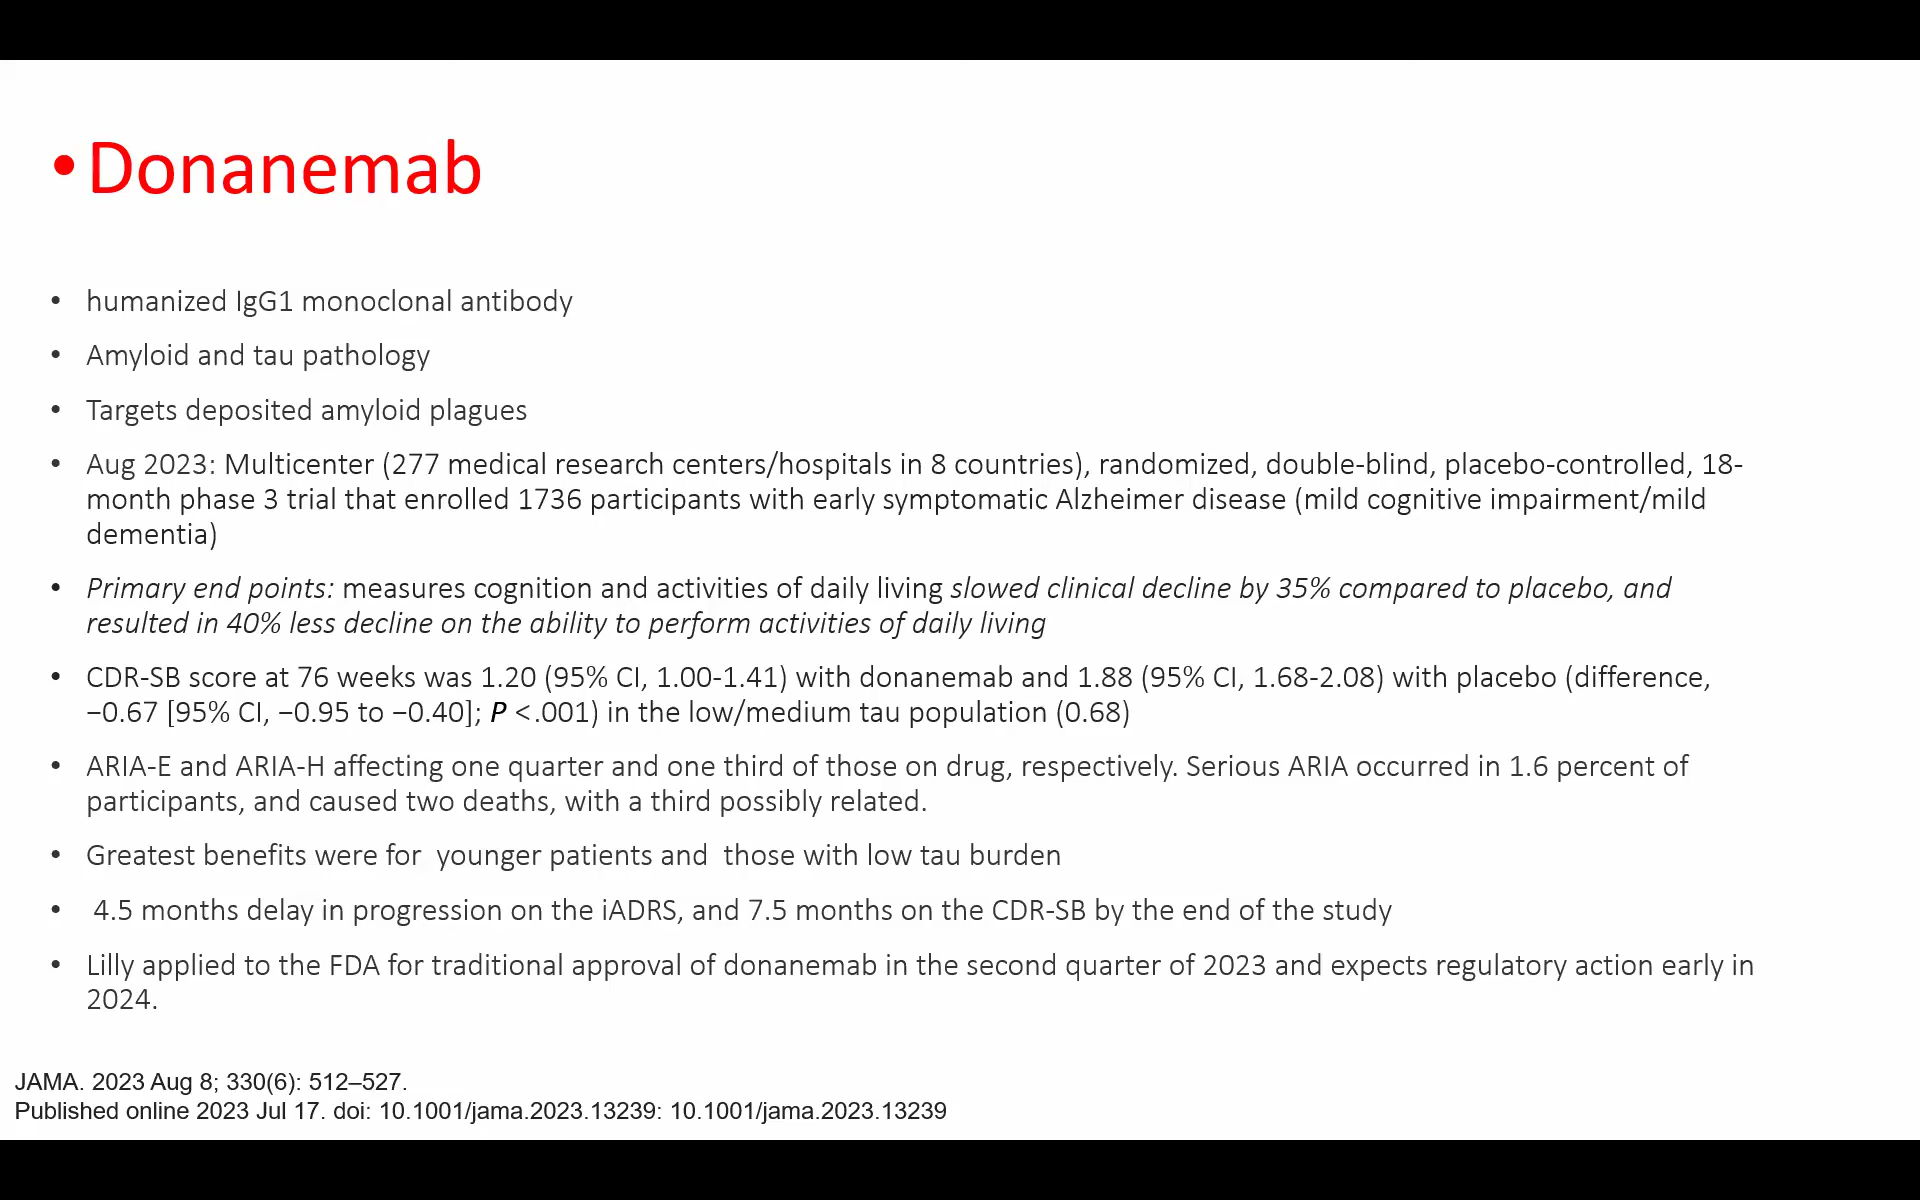 •Donanemab
• humanized IgG1 monoclonal antibody
• Amyloid and tau pathology
• Targets deposited amyloid plagues
• Aug 2023: Multicenter (277 medical research centers/hospitals in 8 countries), randomized, double-blind, placebo-controlled, 18-
month phase 3 trial that enrolled 1736 participants with early symptomatic Alzheimer disease (mild cognitive impairment/mild
dementia)
• Primary end points: measures cognition and activities of daily living slowed clinical decline by 35% compared to placebo, and
resulted in 40% less decline on the ability to perform activities of daily living
• CDR-SB score at 76 weeks was 1.20 (95% CI, 1.00-1.41) with donanemab and 1.88 (95% CI, 1.68-2.08) with placebo (difference,
−0.67 [95% CI, −0.95 to −0.40]; P <.001) in the low/medium tau population (0.68)
• ARIA-E and ARIA-H affecting one quarter and one third of those on drug, respectively. Serious ARIA occurred in 1.6 percent of
participants, and caused two deaths, with a third possibly related.
• Greatest benefits were for  younger patients and  those with low tau burden
• 4.5 months delay in progression on the iADRS, and 7.5 months on the CDR-SB by the end of the study
• Lilly applied to the FDA for traditional approval of donanemab in the second quarter of 2023 and expects regulatory action early in
2024.
JAMA. 2023 Aug 8; 330(6): 512–527.
Published online 2023 Jul 17. doi: 10.1001/jama.2023.13239: 10.1001/jama.2023.13239